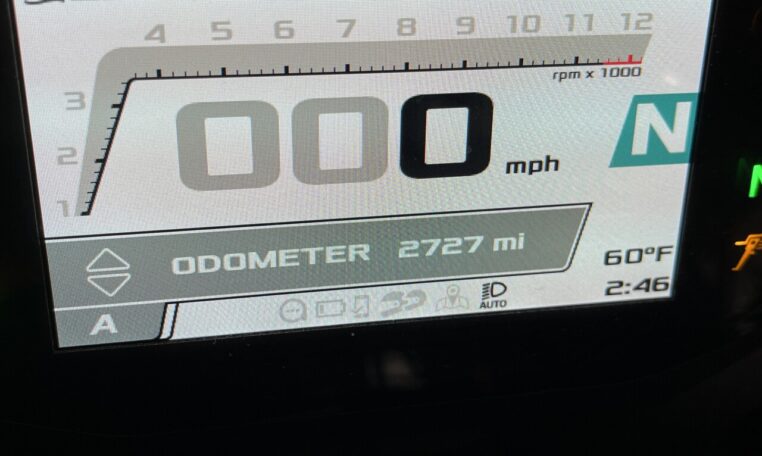 4 5 6 7 8 9 10 11 12
rpm x 1000
3
2
1
000 mph
N
ODOMETER 2727 mi
60°F
2:46
A
AUTO
N